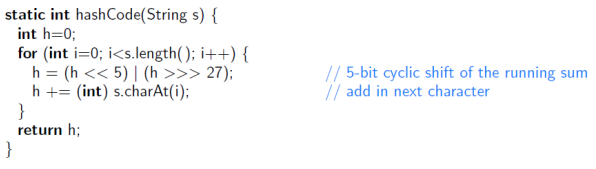 static int hashCode(String s) {
int h=0;
for (int i=0; i<s.length(); i++) {
h = (h << 5) | (h >>> 27); // 5-bit cyclic shift of the running sum
h += (int) s.charAt(i); // add in next character
}
return h;
}